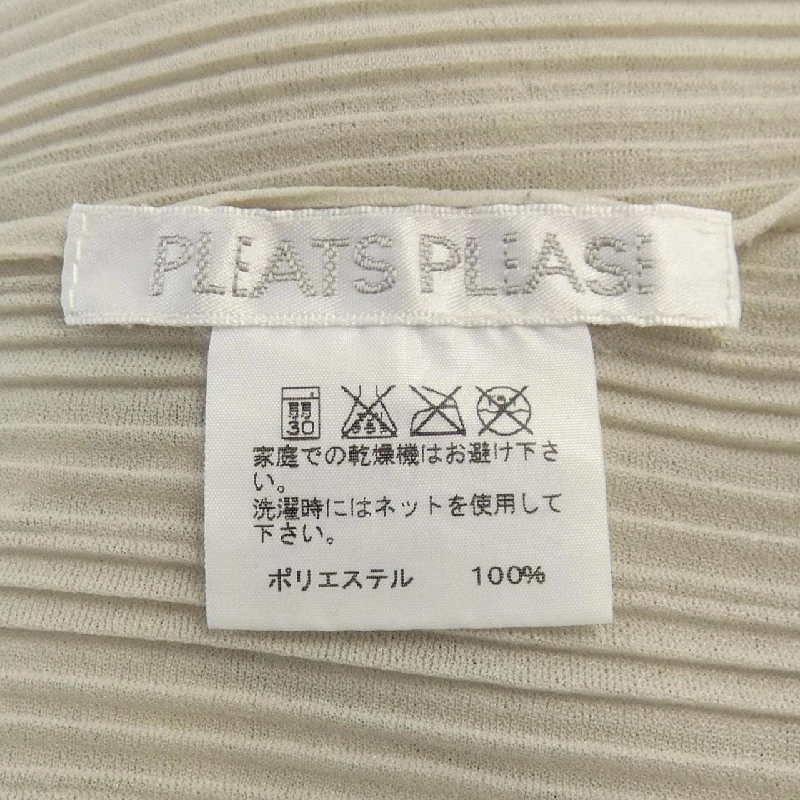 PLEATS PLEASE
弱
30
家庭での乾燥機はお避け下さ
い。
洗濯時にはネットを使用して
下さい。
ポリエステル 100%